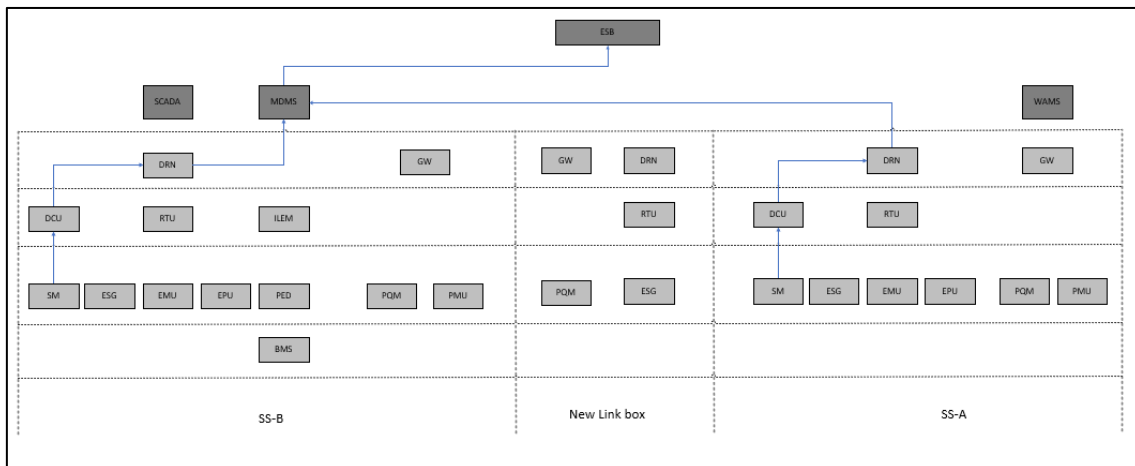 ESB
SCADA MDMS WAMS
DRN GW GW DRN DRN GW
DCU RTU ILEM RTU DCU RTU
SM ESG EMU EPU PED PQM PMU PQM ESG SM ESG EMU EPU PQM PMU
BMS
SS-B New Link box SS-A